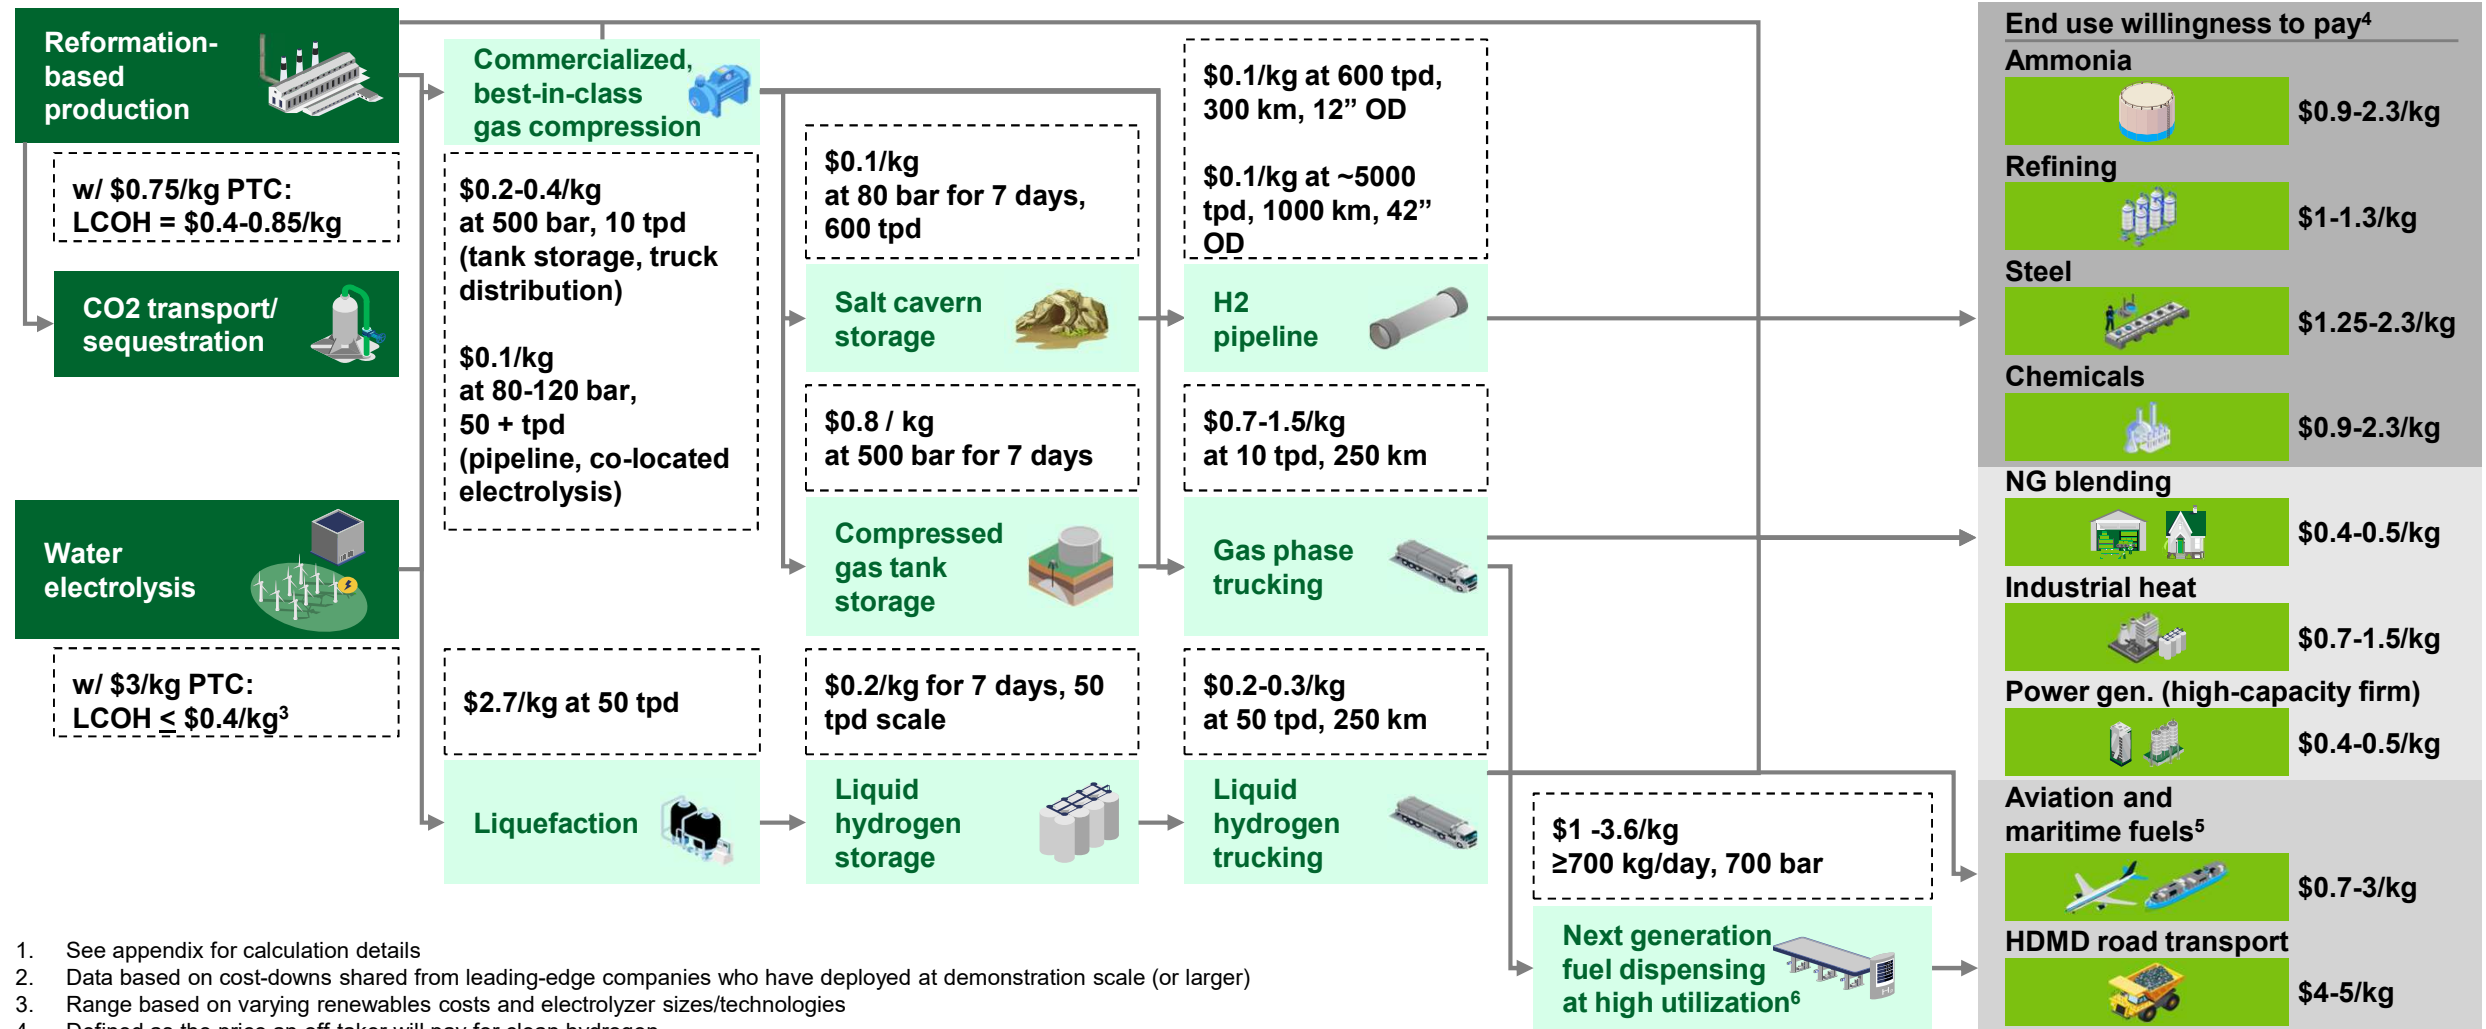 Reformation-
based
production
w/ $0.75/kg PTC:
LCOH = $0.4-0.85/kg
CO2 transport/
sequestration
Water
electrolysis
w/ $3/kg PTC:
LCOH ≤ $0.4/kg³
Commercialized,
best-in-class
gas compression
$0.2-0.4/kg
at 500 bar, 10 tpd
(tank storage, truck
distribution)
$0.1/kg
at 80-120 bar,
50 + tpd
(pipeline, co-located
electrolysis)
$2.7/kg at 50 tpd
Liquefaction
$0.1/kg
at 80 bar for 7 days,
600 tpd
Salt cavern
storage
$0.8 / kg
at 500 bar for 7 days
Compressed
gas tank
storage
$0.2/kg for 7 days, 50
tpd scale
Liquid
hydrogen
storage
$0.1/kg at 600 tpd,
300 km, 12” OD
$0.1/kg at ~5000
tpd, 1000 km, 42”
OD
H2
pipeline
$0.7-1.5/kg
at 10 tpd, 250 km
Gas phase
trucking
$0.2-0.3/kg
at 50 tpd, 250 km
Liquid
hydrogen
trucking
$1 -3.6/kg
≥700 kg/day, 700 bar
Next generation
fuel dispensing
at high utilization⁶
End use willingness to pay⁴
Ammonia
$0.9-2.3/kg
Refining
$1-1.3/kg
Steel
$1.25-2.3/kg
Chemicals
$0.9-2.3/kg
NG blending
$0.4-0.5/kg
Industrial heat
$0.7-1.5/kg
Power gen. (high-capacity firm)
$0.4-0.5/kg
Aviation and
maritime fuels⁵
$0.7-3/kg
HDMD road transport
$4-5/kg
1. See appendix for calculation details
2. Data based on cost-downs shared from leading-edge companies who have deployed at demonstration scale (or larger)
3. Range based on varying renewables costs and electrolyzer sizes/technologies
4. Defined as the price an off-taker will pay for clean hydrogen